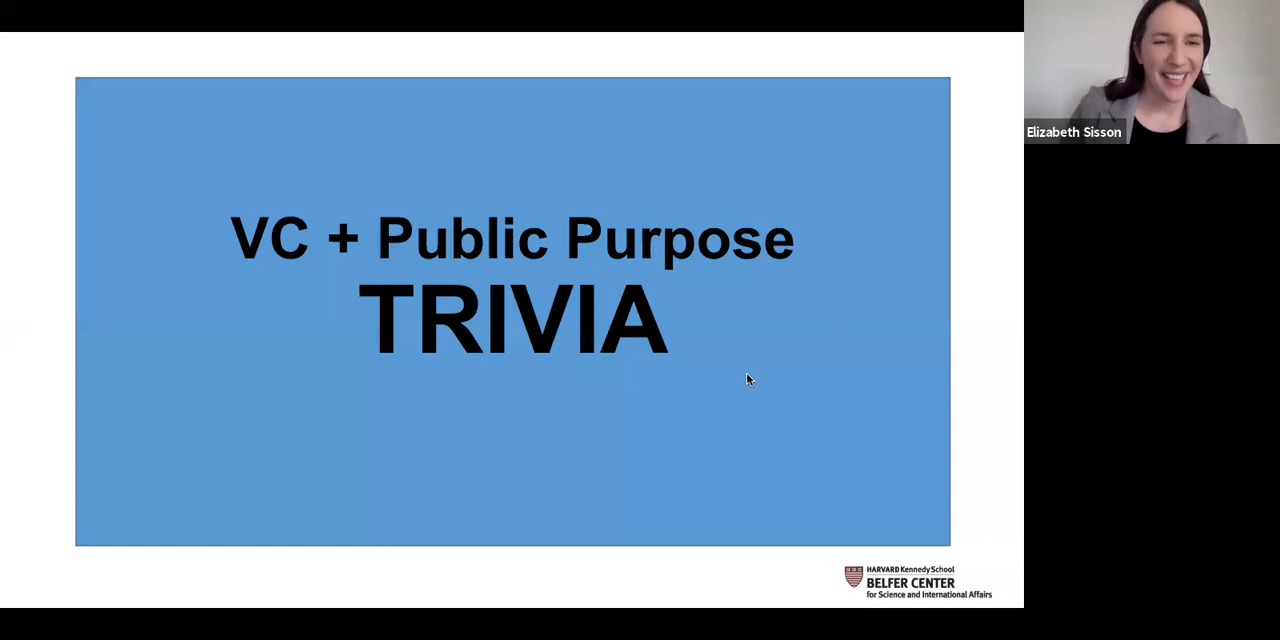 VC + Public Purpose
TRIVIA
Elizabeth Sisson
HARVARD Kennedy School
BELFER CENTER
for Science and International Affairs